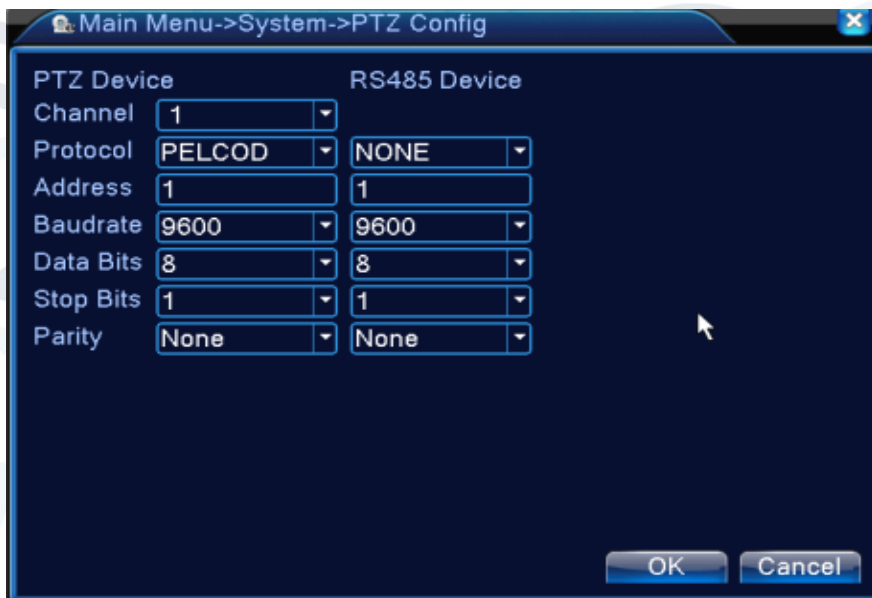 Main Menu->System->PTZ Config
PTZ Device RS485 Device
Channel 1
Protocol PELCOD NONE
Address 1 1
Baudrate 9600 9600
Data Bits 8 8
Stop Bits 1 1
Parity None None
OK Cancel